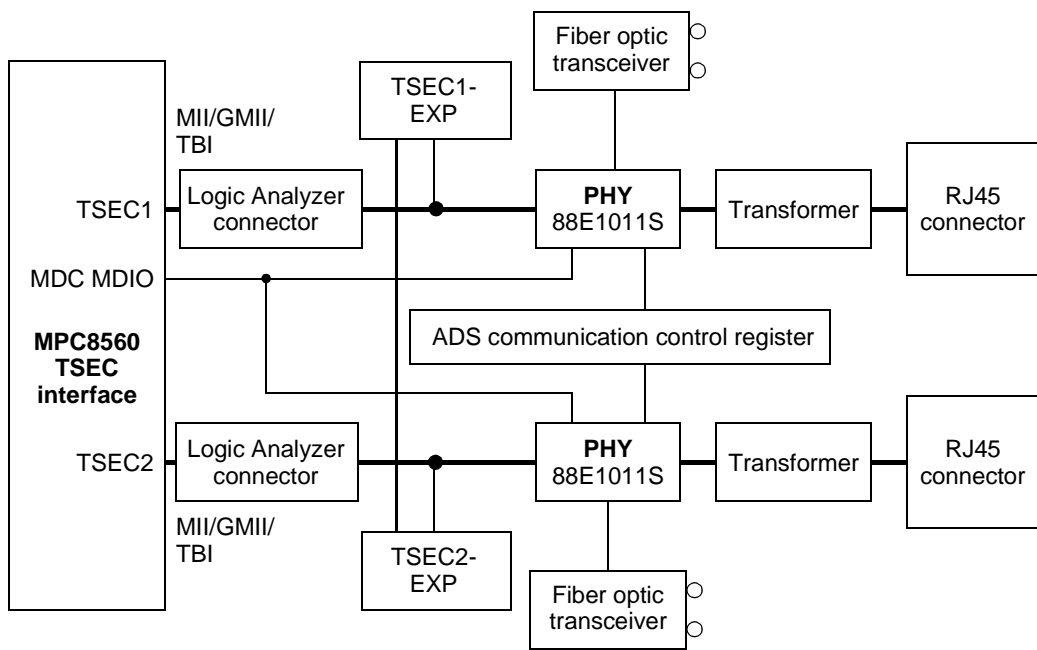 Fiber optic
transceiver
TSEC1-
EXP
MII/GMII/
TBI
TSEC1
Logic Analyzer
connector
PHY
88E1011S
Transformer
RJ45
connector
MDC MDIO
ADS communication control register
MPC8560
TSEC
interface
TSEC2
Logic Analyzer
connector
PHY
88E1011S
Transformer
RJ45
connector
MII/GMII/
TBI
TSEC2-
EXP
Fiber optic
transceiver